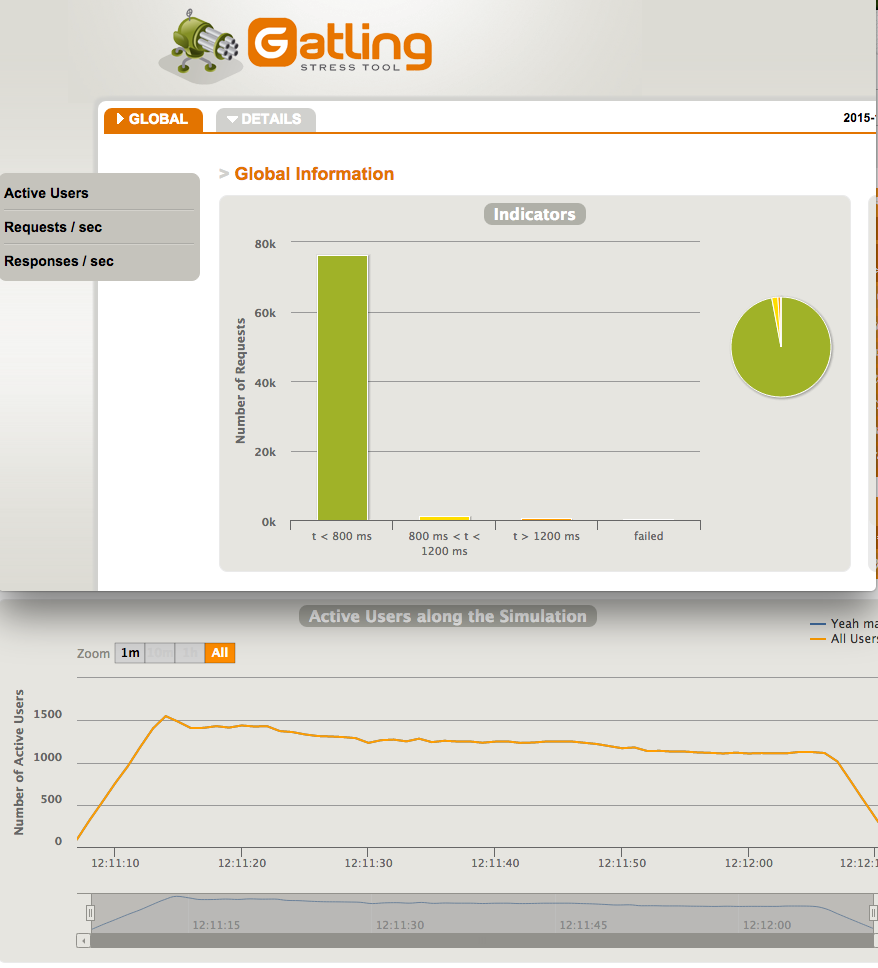 Gatling
STRESS TOOL
GLOBAL
DETAILS
2015-
Active Users
Requests / sec
Responses / sec
> Global Information
Indicators
Number of Requests
80k
60k
40k
20k
0k
t < 800 ms
800 ms < t <
1200 ms
t > 1200 ms
failed
Active Users along the Simulation
Yeah ma
All Users
Zoom 1m 10m 1h All
Number of Active Users
1500
1000
500
0
12:11:10 12:11:20 12:11:30 12:11:40 12:11:50 12:12:00 12:12:1
12:11:15 12:11:30 12:11:45 12:12:00